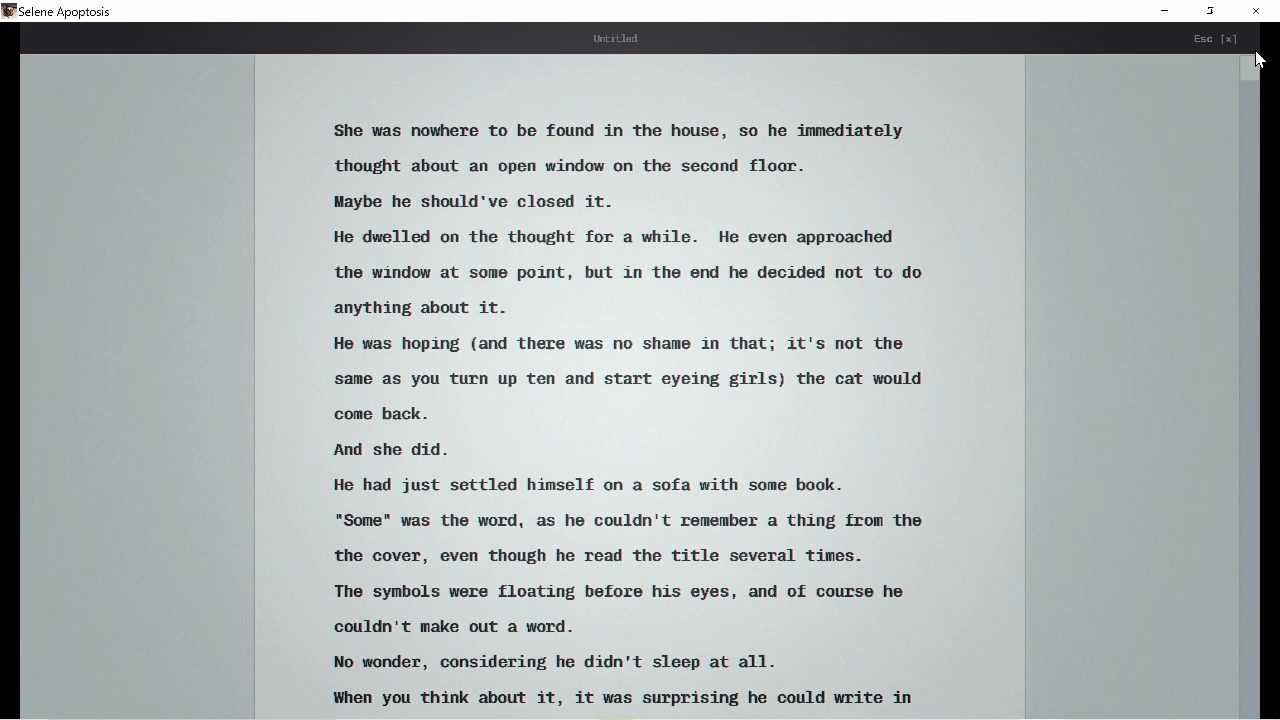 Selene Apoptosis
Untitled
Esc [x]
She was nowhere to be found in the house, so he immediately
thought about an open window on the second floor.
Maybe he should've closed it.
He dwelled on the thought for a while.  He even approached
the window at some point, but in the end he decided not to do
anything about it.
He was hoping (and there was no shame in that; it's not the
same as you turn up ten and start eyeing girls) the cat would
come back.
And she did.
He had just settled himself on a sofa with some book.
"Some" was the word, as he couldn't remember a thing from the
the cover, even though he read the title several times.
The symbols were floating before his eyes, and of course he
couldn't make out a word.
No wonder, considering he didn't sleep at all.
When you think about it, it was surprising he could write in